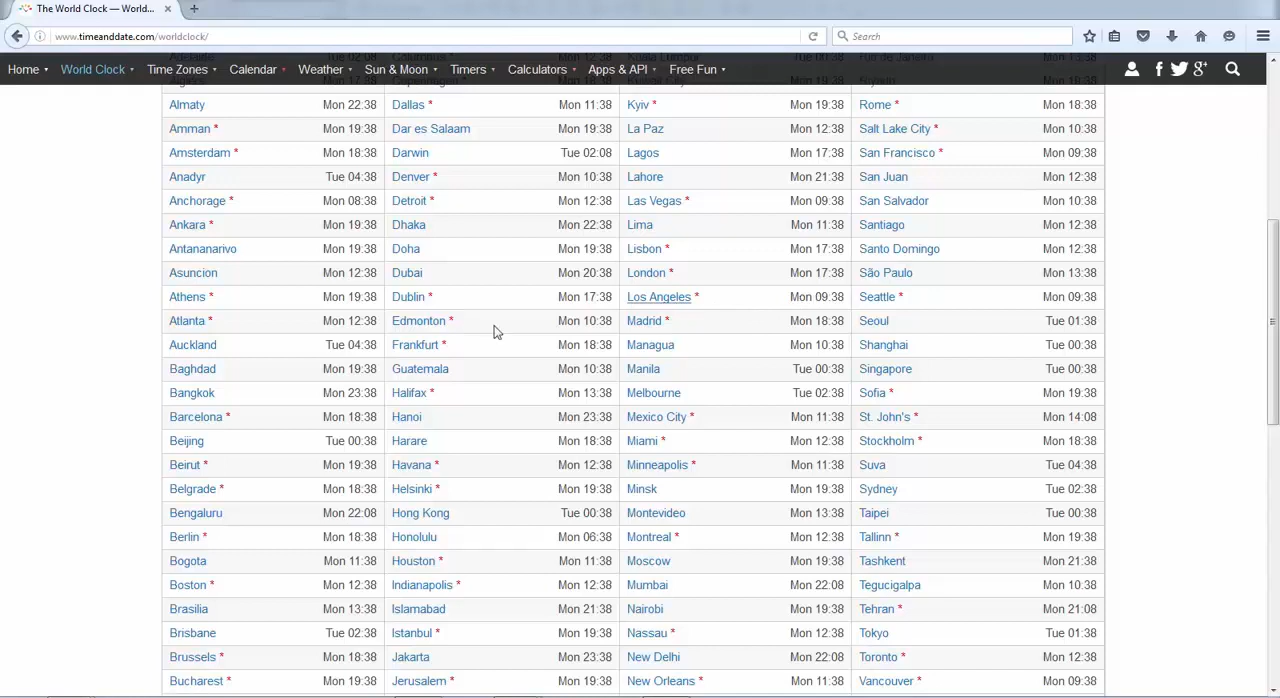 The World Clock — World...
www.timeanddate.com/worldclock/
Search
Home World Clock Time Zones Calendar Weather Sun & Moon Timers Calculators Apps & API Free Fun
Almaty Mon 22:38 Dallas * Mon 11:38 Kyiv * Mon 19:38 Rome * Mon 18:38
Amman * Mon 19:38 Dar es Salaam Mon 19:38 La Paz Mon 12:38 Salt Lake City * Mon 10:38
Amsterdam * Mon 18:38 Darwin Tue 02:08 Lagos Mon 17:38 San Francisco * Mon 09:38
Anadyr Tue 04:38 Denver * Mon 10:38 Lahore Mon 21:38 San Juan Mon 12:38
Anchorage * Mon 08:38 Detroit * Mon 12:38 Las Vegas * Mon 09:38 San Salvador Mon 10:38
Ankara * Mon 19:38 Dhaka Mon 22:38 Lima Mon 11:38 Santiago Mon 12:38
Antananarivo Mon 19:38 Doha Mon 19:38 Lisbon * Mon 17:38 Santo Domingo Mon 12:38
Asuncion Mon 12:38 Dubai Mon 20:38 London * Mon 17:38 São Paulo Mon 13:38
Athens * Mon 19:38 Dublin * Mon 17:38 Los Angeles * Mon 09:38 Seattle * Mon 09:38
Atlanta * Mon 12:38 Edmonton * Mon 10:38 Madrid * Mon 18:38 Seoul Tue 01:38
Auckland Tue 04:38 Frankfurt * Mon 18:38 Managua Mon 10:38 Shanghai Tue 00:38
Baghdad Mon 19:38 Guatemala Mon 10:38 Manila Tue 00:38 Singapore Tue 00:38
Bangkok Mon 23:38 Halifax * Mon 13:38 Melbourne Tue 02:38 Sofia * Mon 19:38
Barcelona * Mon 18:38 Hanoi Mon 23:38 Mexico City * Mon 11:38 St. John's * Mon 14:08
Beijing Tue 00:38 Harare Mon 18:38 Miami * Mon 12:38 Stockholm * Mon 18:38
Beirut * Mon 19:38 Havana * Mon 12:38 Minneapolis * Mon 11:38 Suva Tue 04:38
Belgrade * Mon 18:38 Helsinki * Mon 19:38 Minsk Mon 19:38 Sydney Tue 02:38
Bengaluru Mon 22:08 Hong Kong Tue 00:38 Montevideo Mon 13:38 Taipei Tue 00:38
Berlin * Mon 18:38 Honolulu Mon 06:38 Montreal * Mon 12:38 Tallinn * Mon 19:38
Bogota Mon 11:38 Houston * Mon 11:38 Moscow Mon 19:38 Tashkent Mon 21:38
Boston * Mon 12:38 Indianapolis * Mon 12:38 Mumbai Mon 22:08 Tegucigalpa Mon 10:38
Brasilia Mon 13:38 Islamabad Mon 21:38 Nairobi Mon 19:38 Tehran * Mon 21:08
Brisbane Tue 02:38 Istanbul * Mon 19:38 Nassau * Mon 12:38 Tokyo Tue 01:38
Brussels * Mon 18:38 Jakarta Mon 23:38 New Delhi Mon 22:08 Toronto * Mon 12:38
Bucharest * Mon 19:38 Jerusalem * Mon 19:38 New Orleans * Mon 11:38 Vancouver * Mon 09:38